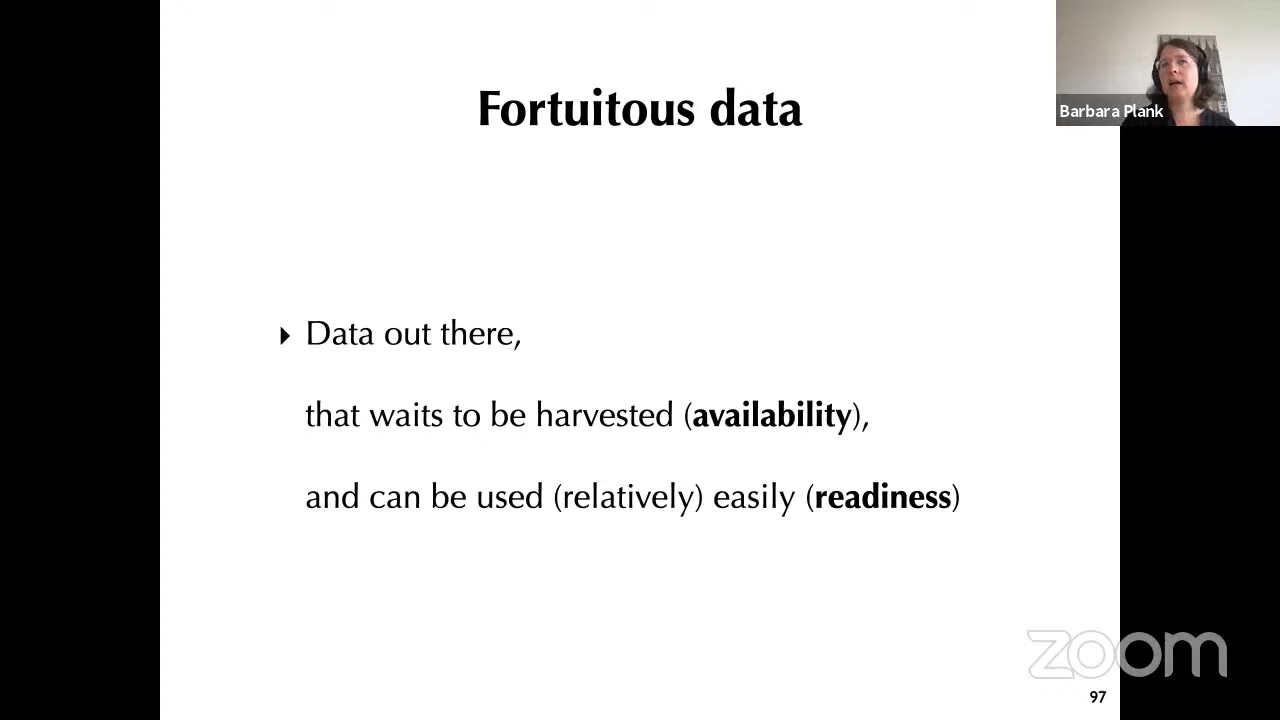 Fortuitous data
Barbara Plank
▸ Data out there,
that waits to be harvested (availability),
and can be used (relatively) easily (readiness)
zoom
97